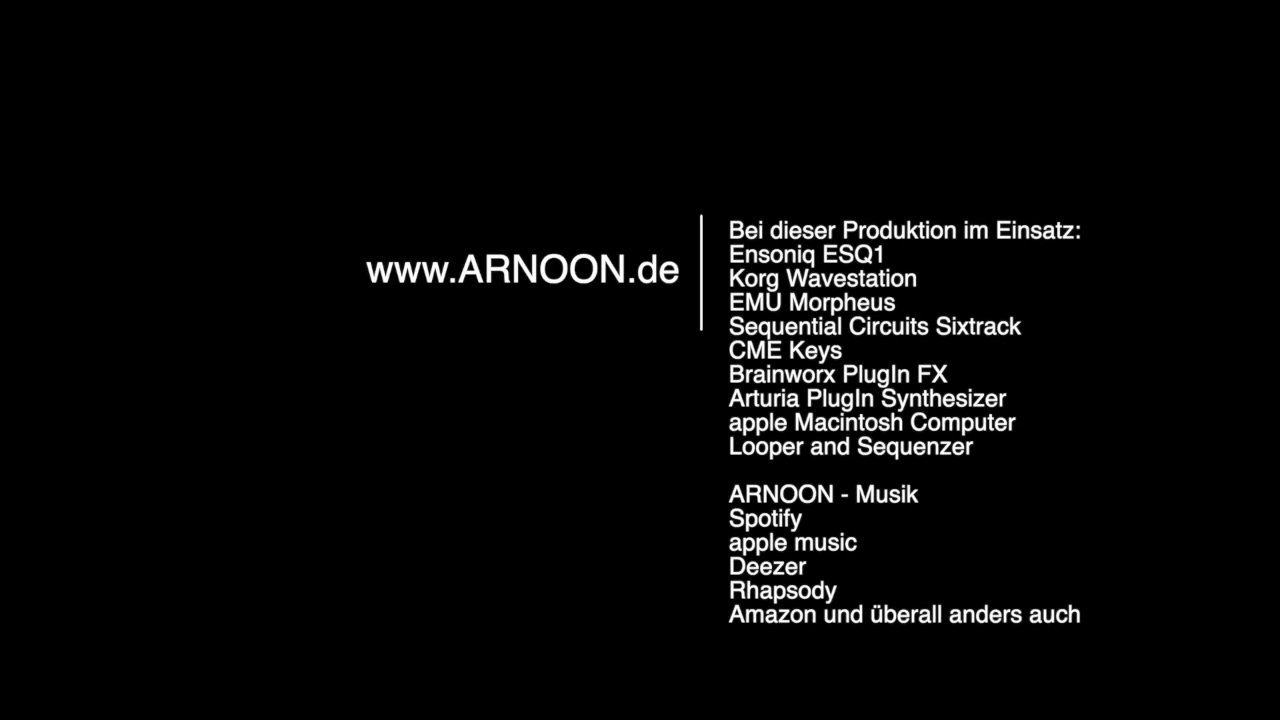 www.ARNOON.de
Bei dieser Produktion im Einsatz:
Ensoniq ESQ1
Korg Wavestation
EMU Morpheus
Sequential Circuits Sixtrack
CME Keys
Brainworx PlugIn FX
Arturia PlugIn Synthesizer
apple Macintosh Computer
Looper and Sequenzer
ARNOON - Musik
Spotify
apple music
Deezer
Rhapsody
Amazon und überall anders auch